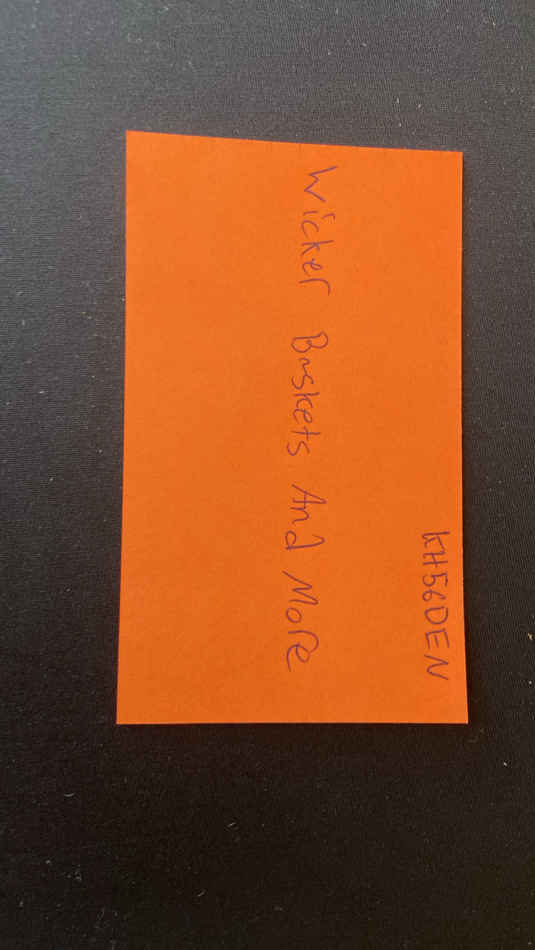 KH56DEN
Wicker Baskets And More